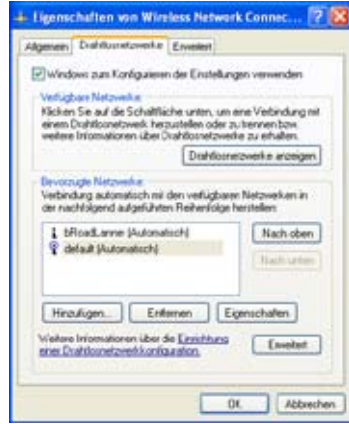 Eigenschaften von Wireless Network Connec...
Allgemein Drahtlosnetzwerke Erweitert
Windows zum Konfigurieren der Einstellungen verwenden
Verfügbare Netzwerke:
Klicken Sie auf die Schaltfläche unten, um eine Verbindung mit
einem Drahtlosnetzwerk herzustellen oder zu trennen bzw.
weitere Informationen über Drahtlosnetzwerke zu erhalten.
Drahtlosnetzwerke anzeigen
Bevorzugte Netzwerke:
Verbindung automatisch mit den verfügbaren Netzwerken in
der nachfolgend aufgeführten Reihenfolge herstellen:
bRoadLanner (Automatisch)
default (Automatisch)
Nach oben
Nach unten
Hinzufügen... Entfernen Eigenschaften
Weitere Informationen über die Einrichtung
einer Drahtlosnetzwerkkonfiguration.
Erweitert
OK Abbrechen